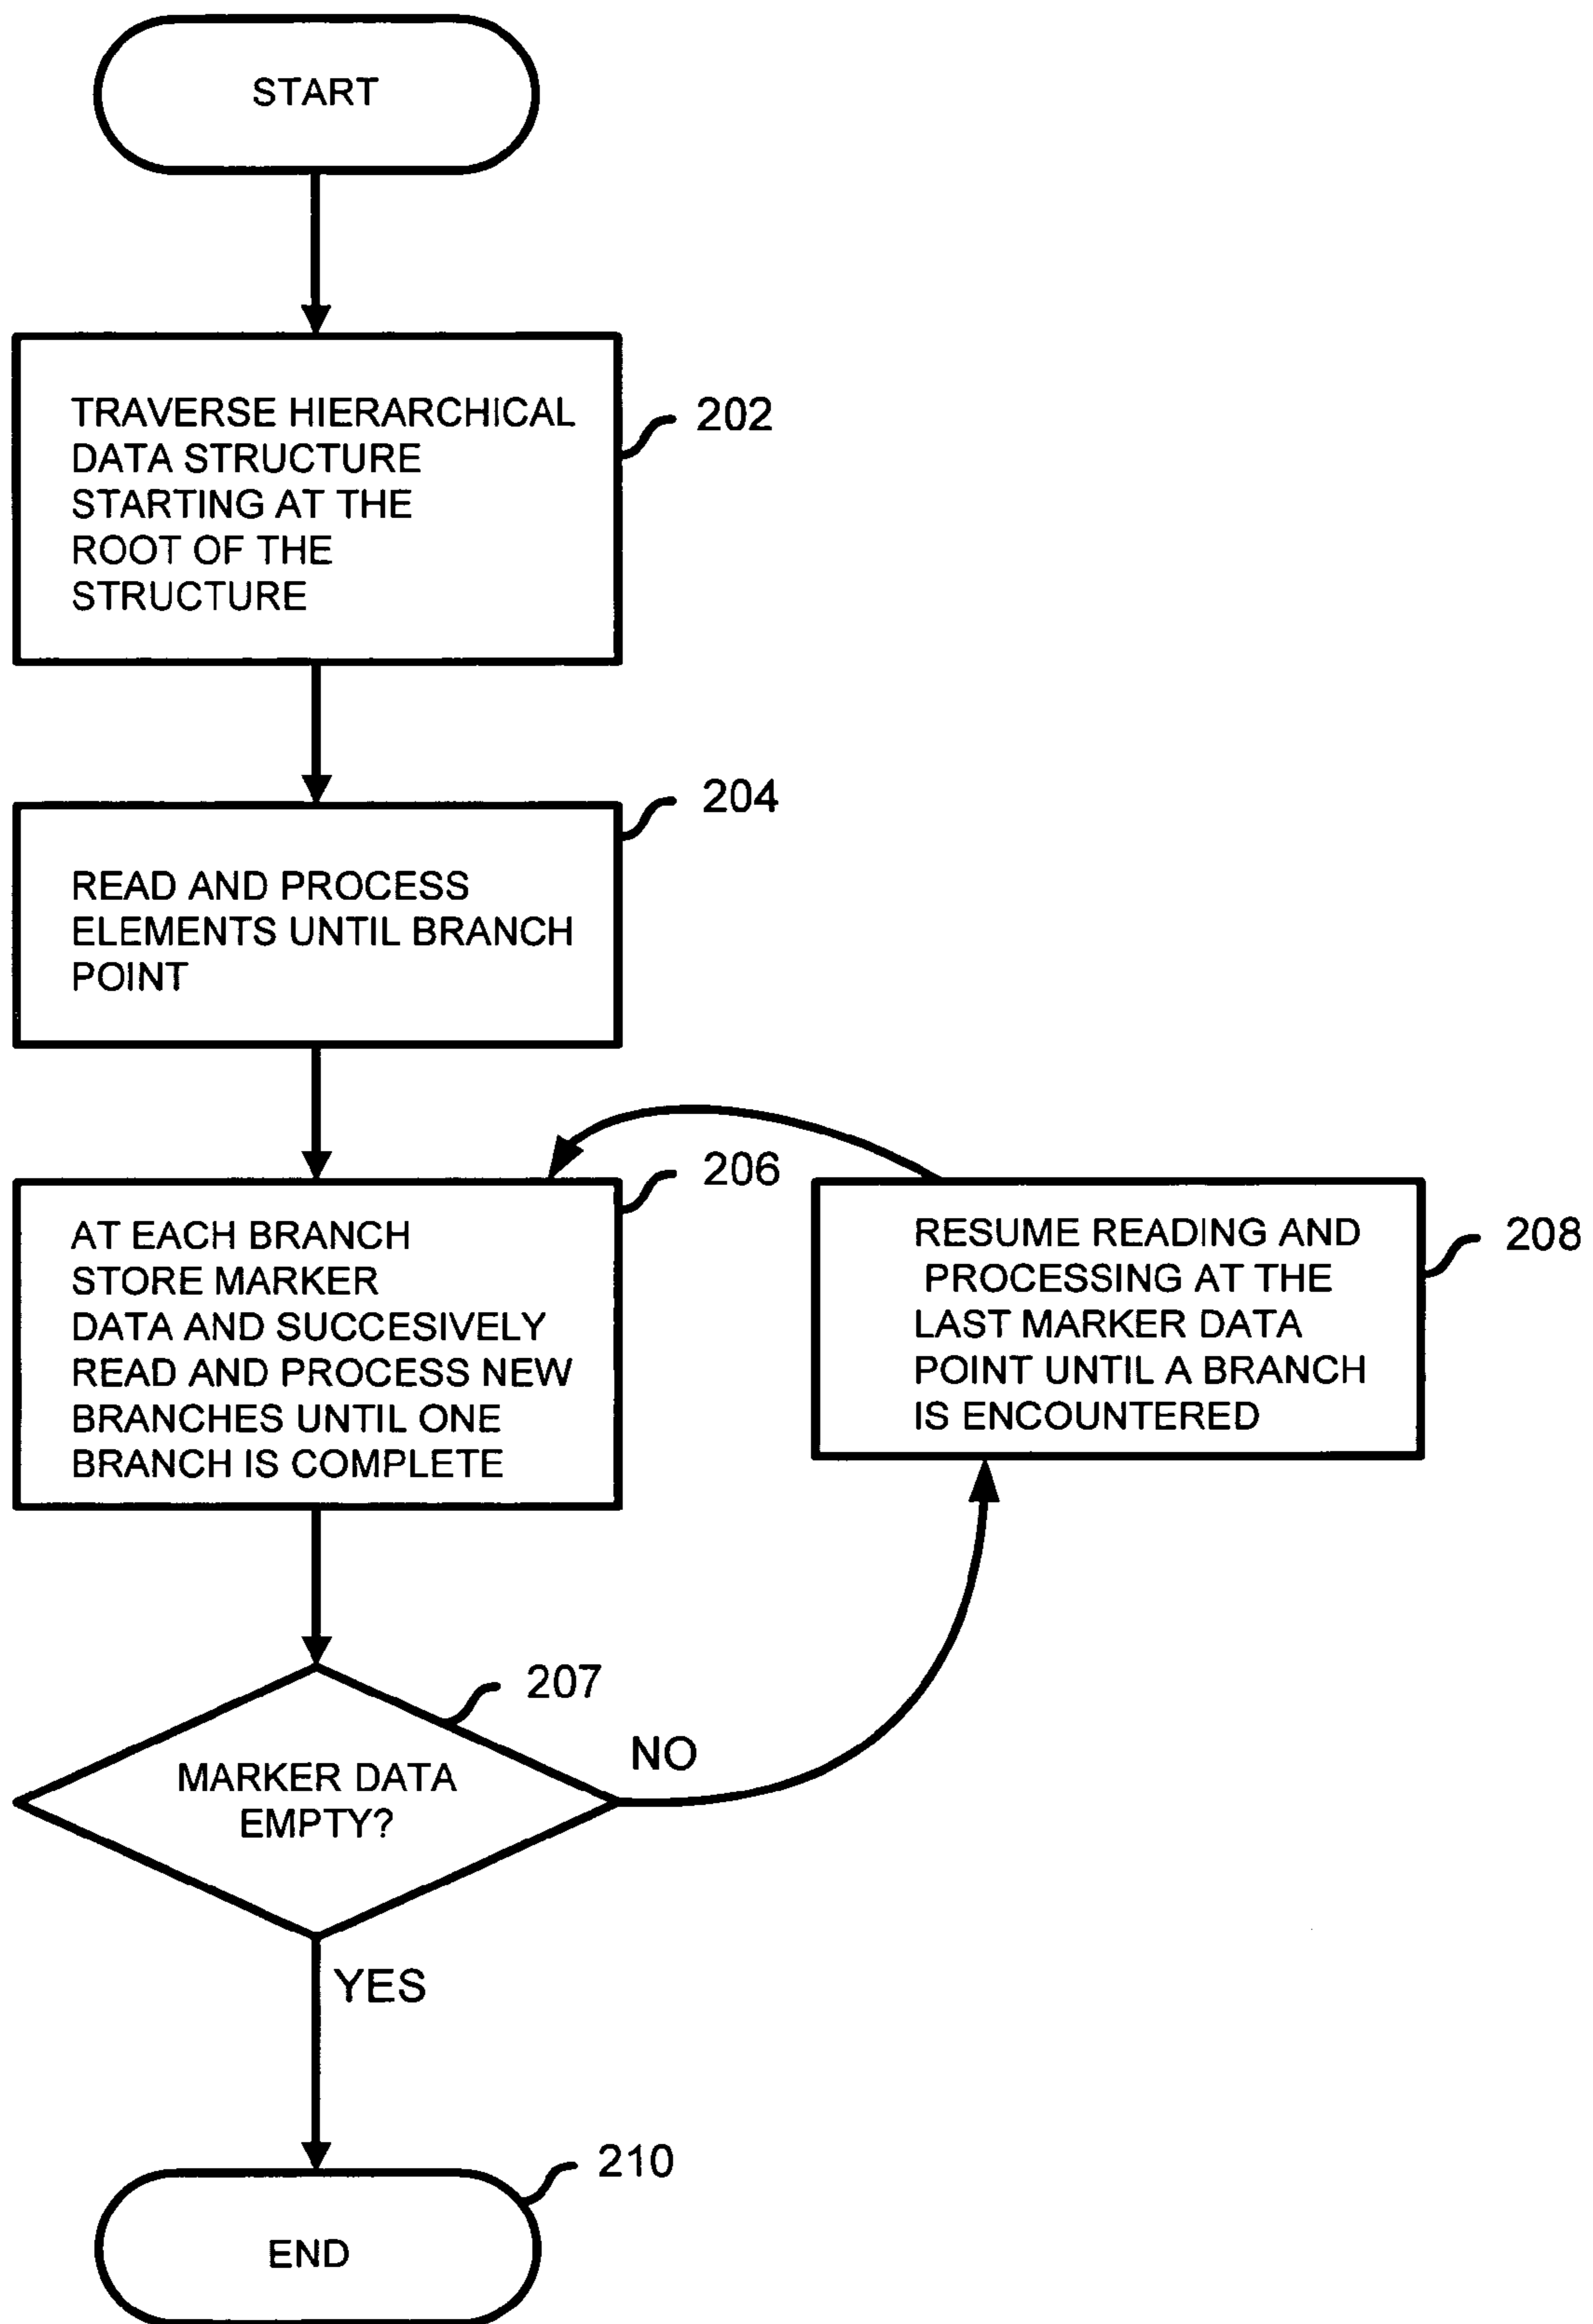 START
TRAVERSE HIERARCHICAL
DATA STRUCTURE
STARTING AT THE
ROOT OF THE
STRUCTURE
202
READ AND PROCESS
ELEMENTS UNTIL BRANCH
POINT
204
AT EACH BRANCH
STORE MARKER
DATA AND SUCCESIVELY
READ AND PROCESS NEW
BRANCHES UNTIL ONE
BRANCH IS COMPLETE
206
RESUME READING AND
PROCESSING AT THE
LAST MARKER DATA
POINT UNTIL A BRANCH
IS ENCOUNTERED
208
MARKER DATA
EMPTY?
207
NO
YES
END
210